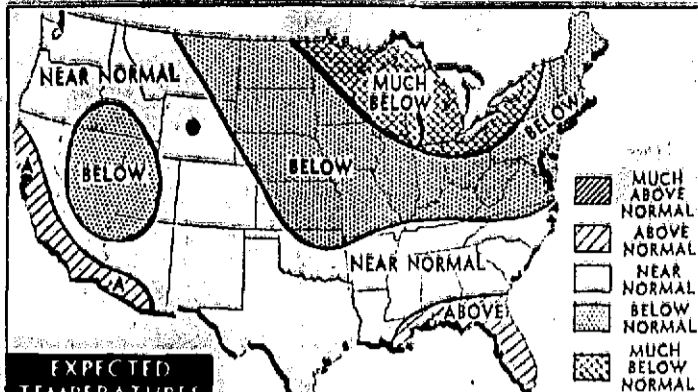 NEAR NORMAL
MUCH
BELOW
BELOW
BELOW
BELOW
A
A
NEAR NORMAL
ABOVE
MUCH
ABOVE
NORMAL
ABOVE
NORMAL
NEAR
NORMAL
BELOW
NORMAL
MUCH
BELOW
NORMAL
EXPECTED
TEMPERATURES